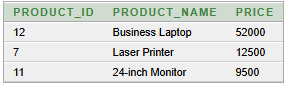 PRODUCT_ID PRODUCT_NAME PRICE
12 Business Laptop 52000
7 Laser Printer 12500
11 24-inch Monitor 9500